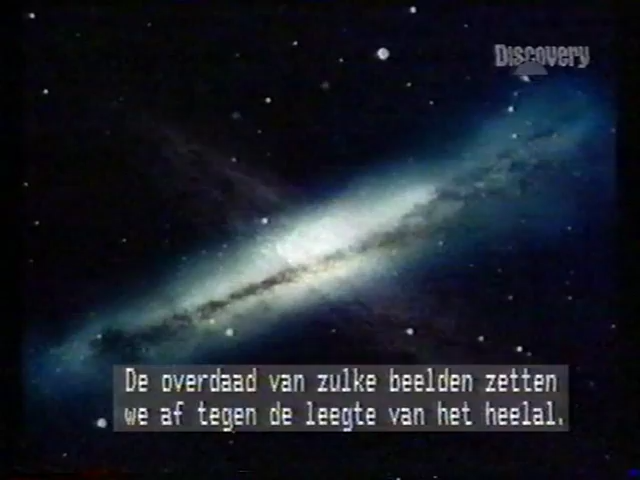 Discovery
De overdaad van zulke beelden zetten
we af tegen de leegte van het heelal.